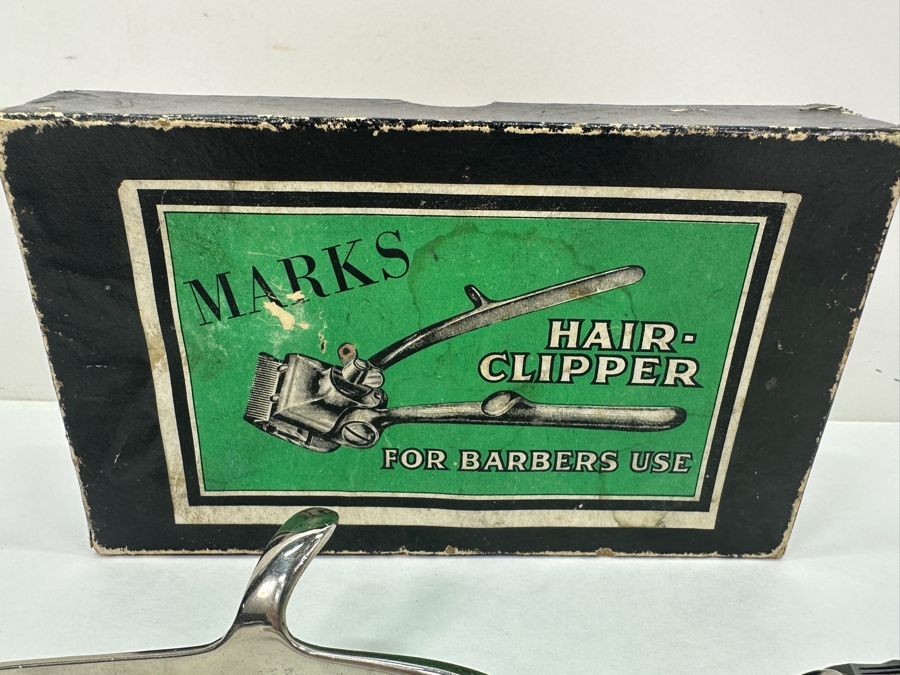 MARKS
HAIR-
CLIPPER
FOR BARBERS USE